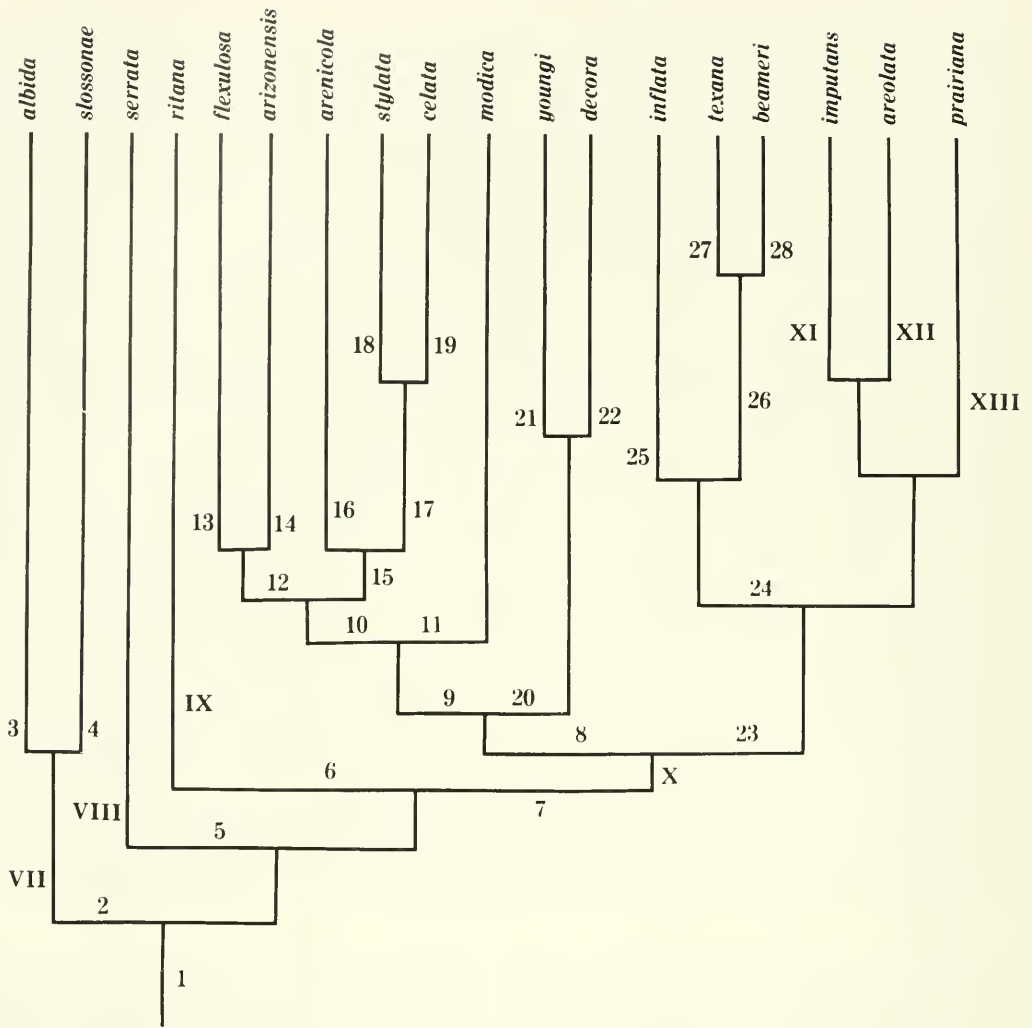 albida
slossonae
serrata
ritana
flexulosa
arizonensis
arenicola
stylata
celata
modica
youngi
decora
inflata
texana
beameri
imputans
areolata
prairiana
27 28
XI XII
18 19
26
XIII
21 22
25
13 14 16 17
12 15
24
10 11
IX
9 20
3 4
8 23
6 X
7
VIII
5
VII
2
1